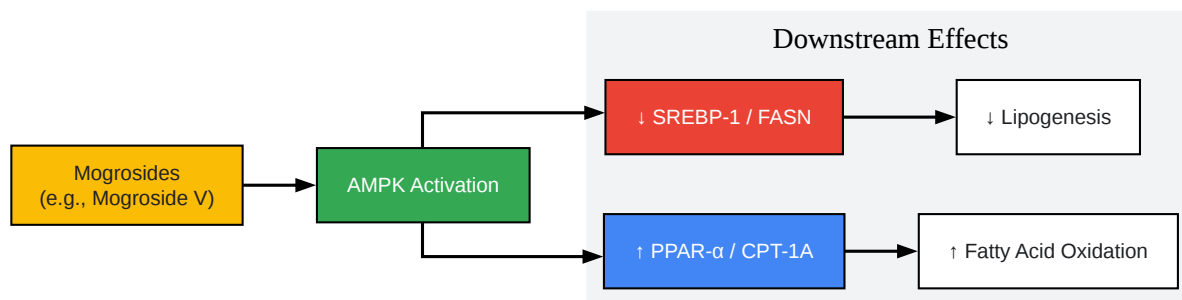 Downstream Effects
Mogrosides
(e.g., Mogroside V)
AMPK Activation
↓ SREBP-1 / FASN
↓ Lipogenesis
↑ PPAR-α / CPT-1A
↑ Fatty Acid Oxidation